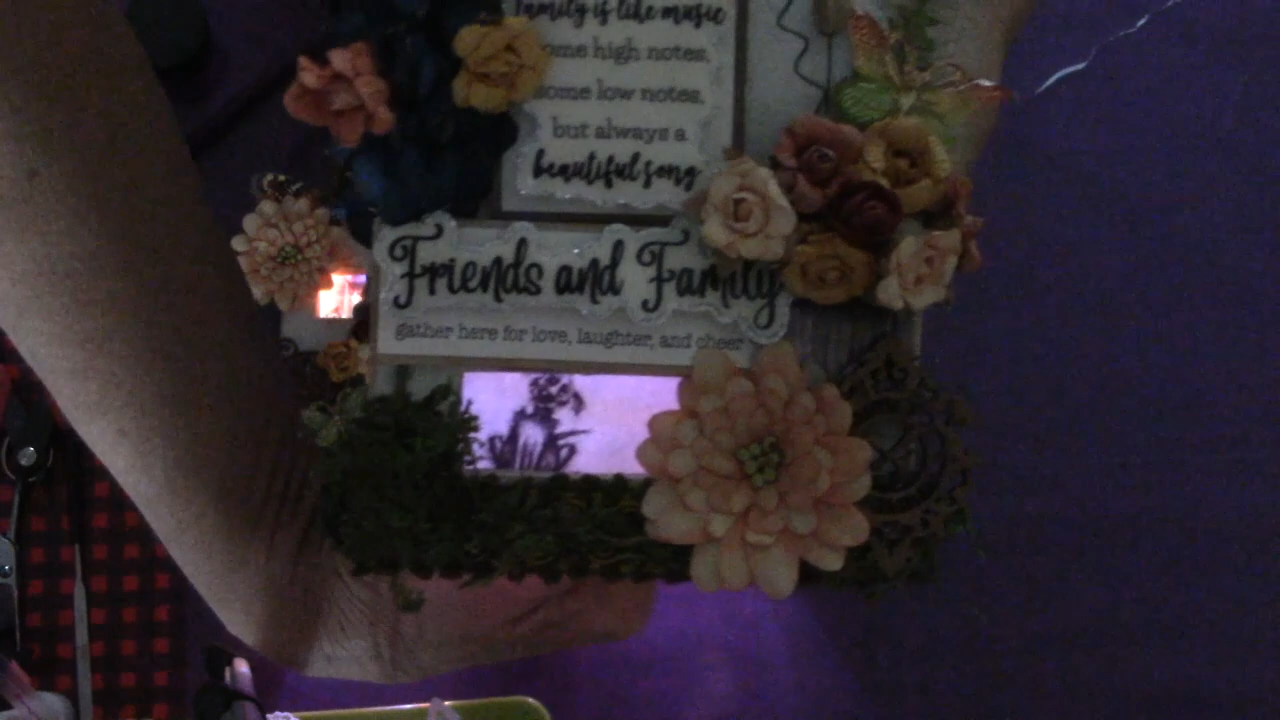 Family is like music
some high notes,
some low notes,
but always a
beautiful song
Friends and Family
gather here for love, laughter, and cheer